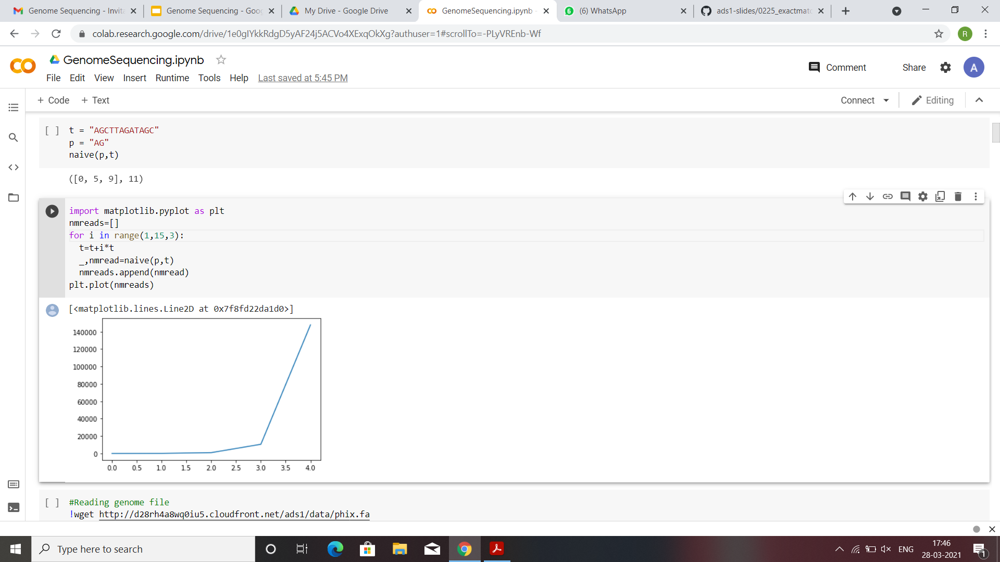 Genome Sequencing - Invita
Genome Sequencing - Goog
My Drive - Google Drive
GenomeSequencing.ipynb -
(6) WhatsApp
ads1-slides/0225_exactmatc
colab.research.google.com/drive/1e0gIYkkRdgD5yAF24j5ACVo4XExqOkXg?authuser=1#scrollTo=-PLyVREnb-Wf
R
GenomeSequencing.ipynb
File Edit View Insert Runtime Tools Help Last saved at 5:45 PM
Comment
Share
A
+ Code + Text
Connect
Editing
[ ] t = "AGCTTAGATAGC"
p = "AG"
naive(p,t)
([0, 5, 9], 11)
import matplotlib.pyplot as plt
nmreads=[]
for i in range(1,15,3):
t=t+i*t
_,nmread=naive(p,t)
nmreads.append(nmread)
plt.plot(nmreads)
[<matplotlib.lines.Line2D at 0x7f8fd22da1d0>]
140000
120000
100000
80000
60000
40000
20000
0
0.0 0.5 1.0 1.5 2.0 2.5 3.0 3.5 4.0
[ ] #Reading genome file
!wget http://d28rh4a8wq0iu5.cloudfront.net/ads1/data/phix.fa
Type here to search
ENG
17:46
28-03-2021
1